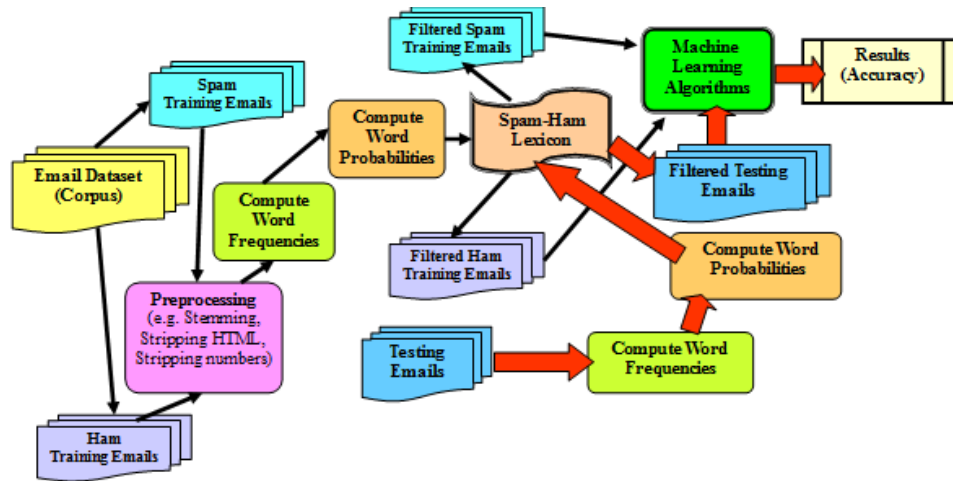 Filtered Spam
Training Emails
Machine
Learning
Algorithms
Results
(Accuracy)
Spam
Training Emails
Compute
Word
Probabilities
Spam-Ham
Lexicon
Email Dataset
(Corpus)
Filtered Testing
Emails
Compute
Word
Frequencies
Filtered Ham
Training Emails
Compute Word
Probabilities
Preprocessing
(e.g. Stemming,
Stripping HTML,
Stripping numbers)
Testing
Emails
Compute Word
Frequencies
Ham
Training Emails